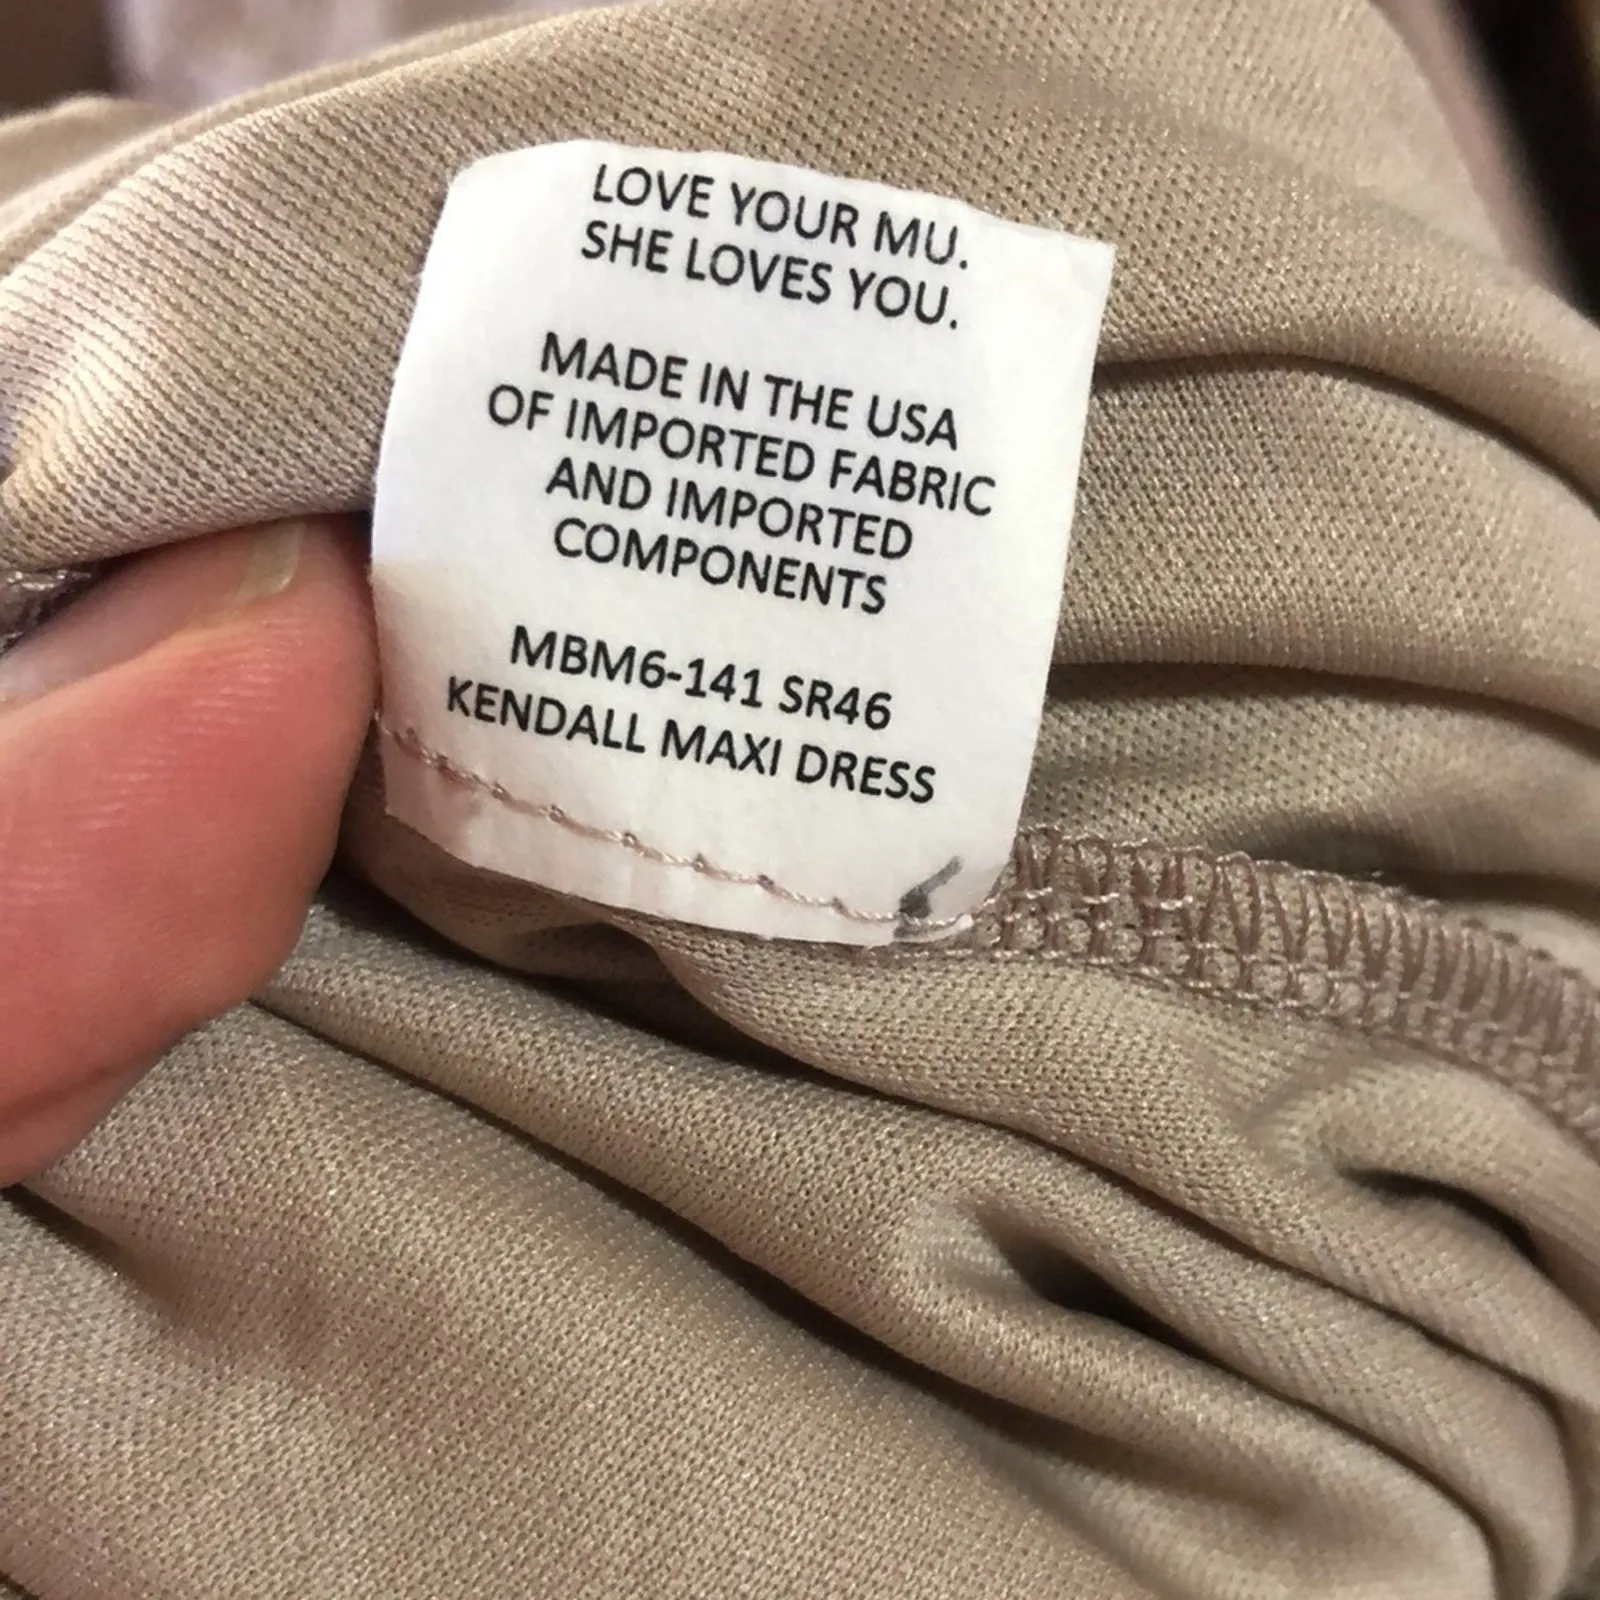 LOVE YOUR MU.
SHE LOVES YOU.
MADE IN THE USA
OF IMPORTED FABRIC
AND IMPORTED
COMPONENTS
MBM6-141 SR46
KENDALL MAXI DRESS